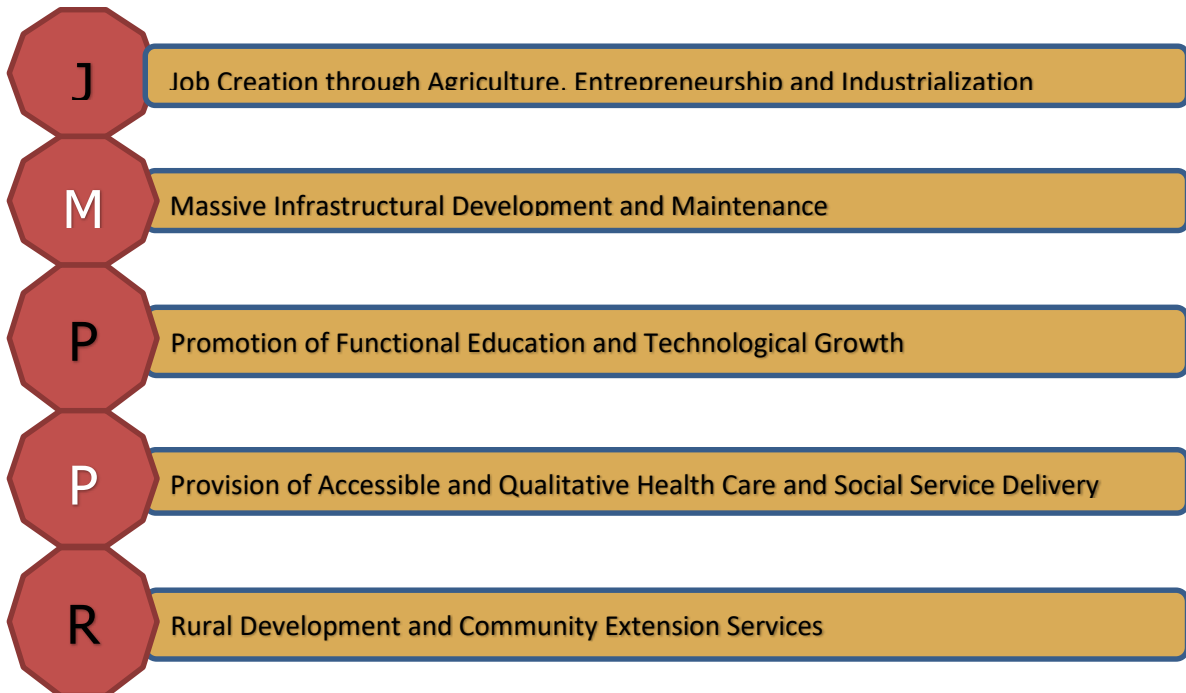 J
Job Creation through Agriculture, Entrepreneurship and Industrialization
M
Massive Infrastructural Development and Maintenance
P
Promotion of Functional Education and Technological Growth
P
Provision of Accessible and Qualitative Health Care and Social Service Delivery
R
Rural Development and Community Extension Services